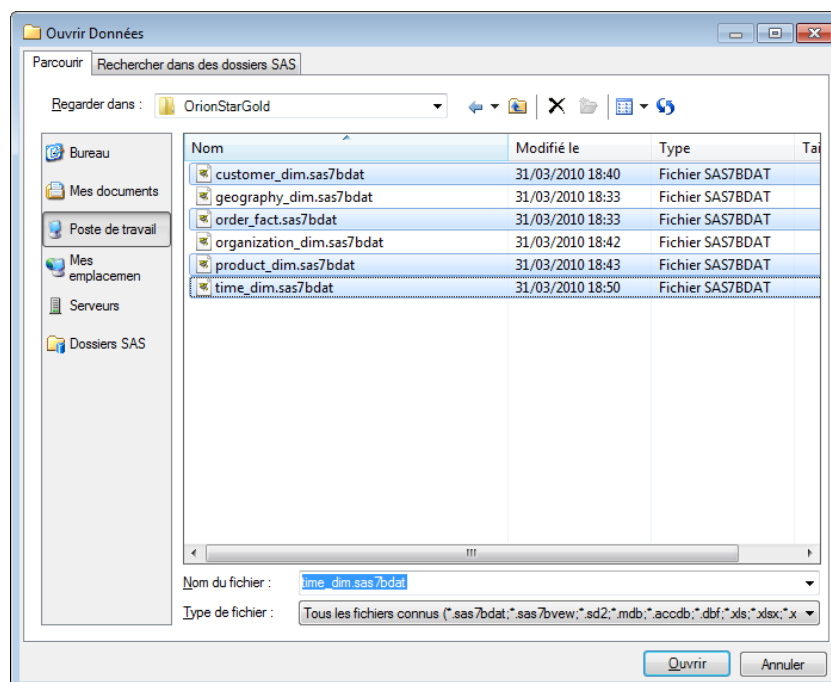 Ouvrir Données
Parcourir Rechercher dans des dossiers SAS
Regarder dans : OrionStarGold
Bureau
Mes documents
Poste de travail
Mes
emplacemen
Serveurs
Dossiers SAS
Nom Modifié le Type Tai
customer_dim.sas7bdat 31/03/2010 18:40 Fichier SAS7BDAT
geography_dim.sas7bdat 31/03/2010 18:33 Fichier SAS7BDAT
order_fact.sas7bdat 31/03/2010 18:33 Fichier SAS7BDAT
organization_dim.sas7bdat 31/03/2010 18:42 Fichier SAS7BDAT
product_dim.sas7bdat 31/03/2010 18:43 Fichier SAS7BDAT
time_dim.sas7bdat 31/03/2010 18:50 Fichier SAS7BDAT
Nom du fichier : time_dim.sas7bdat
Type de fichier : Tous les fichiers connus (*.sas7bdat;*.sas7bvew;*.sd2;*.mdb;*.accdb;*.dbf;*.xls;*.xlsx;*.x
Ouvrir Annuler